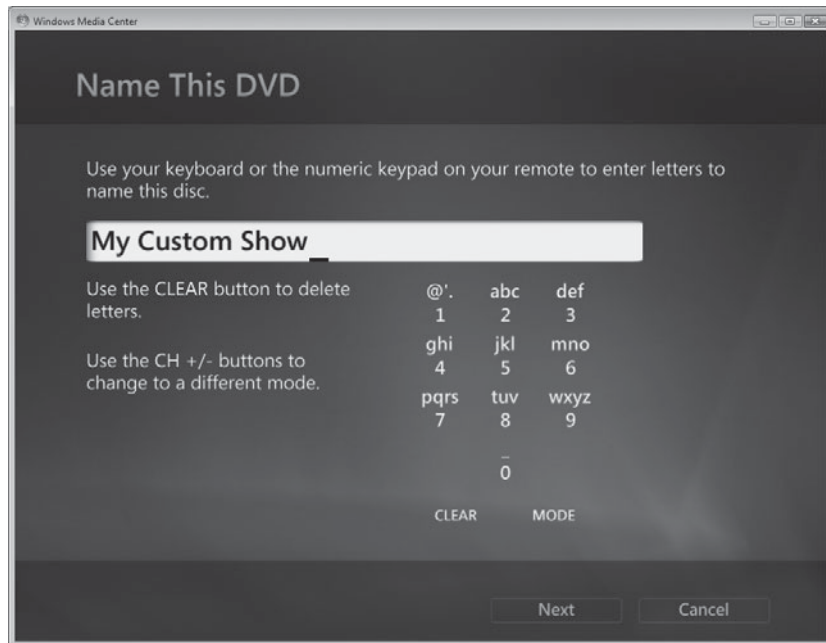 Windows Media Center
Name This DVD
Use your keyboard or the numeric keypad on your remote to enter letters to
name this disc.
My Custom Show_
Use the CLEAR button to delete
letters.
Use the CH +/- buttons to
change to a different mode.
@'. abc def
1 2 3
ghi jkl mno
4 5 6
pqrs tuv wxyz
7 8 9
_
0
CLEAR MODE
Next Cancel